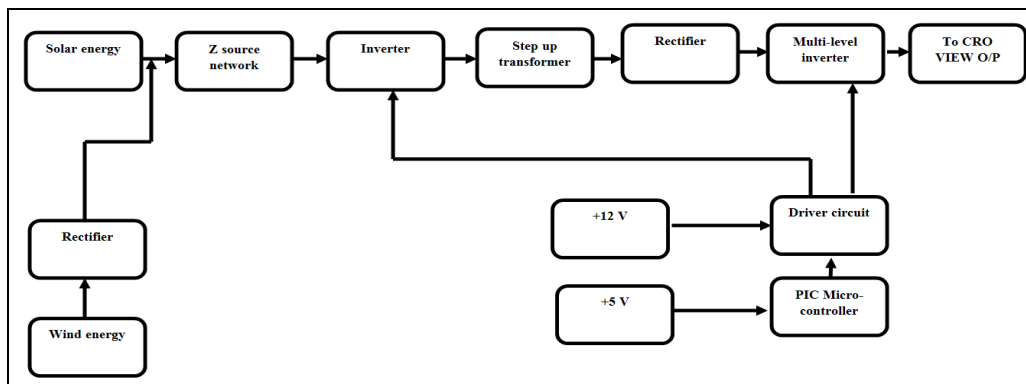 Solar energy
Z source
network
Inverter
Step up
transformer
Rectifier
Multi-level
inverter
To CRO
VIEW O/P
+12 V
Driver circuit
Rectifier
+5 V
PIC Micro-
controller
Wind energy